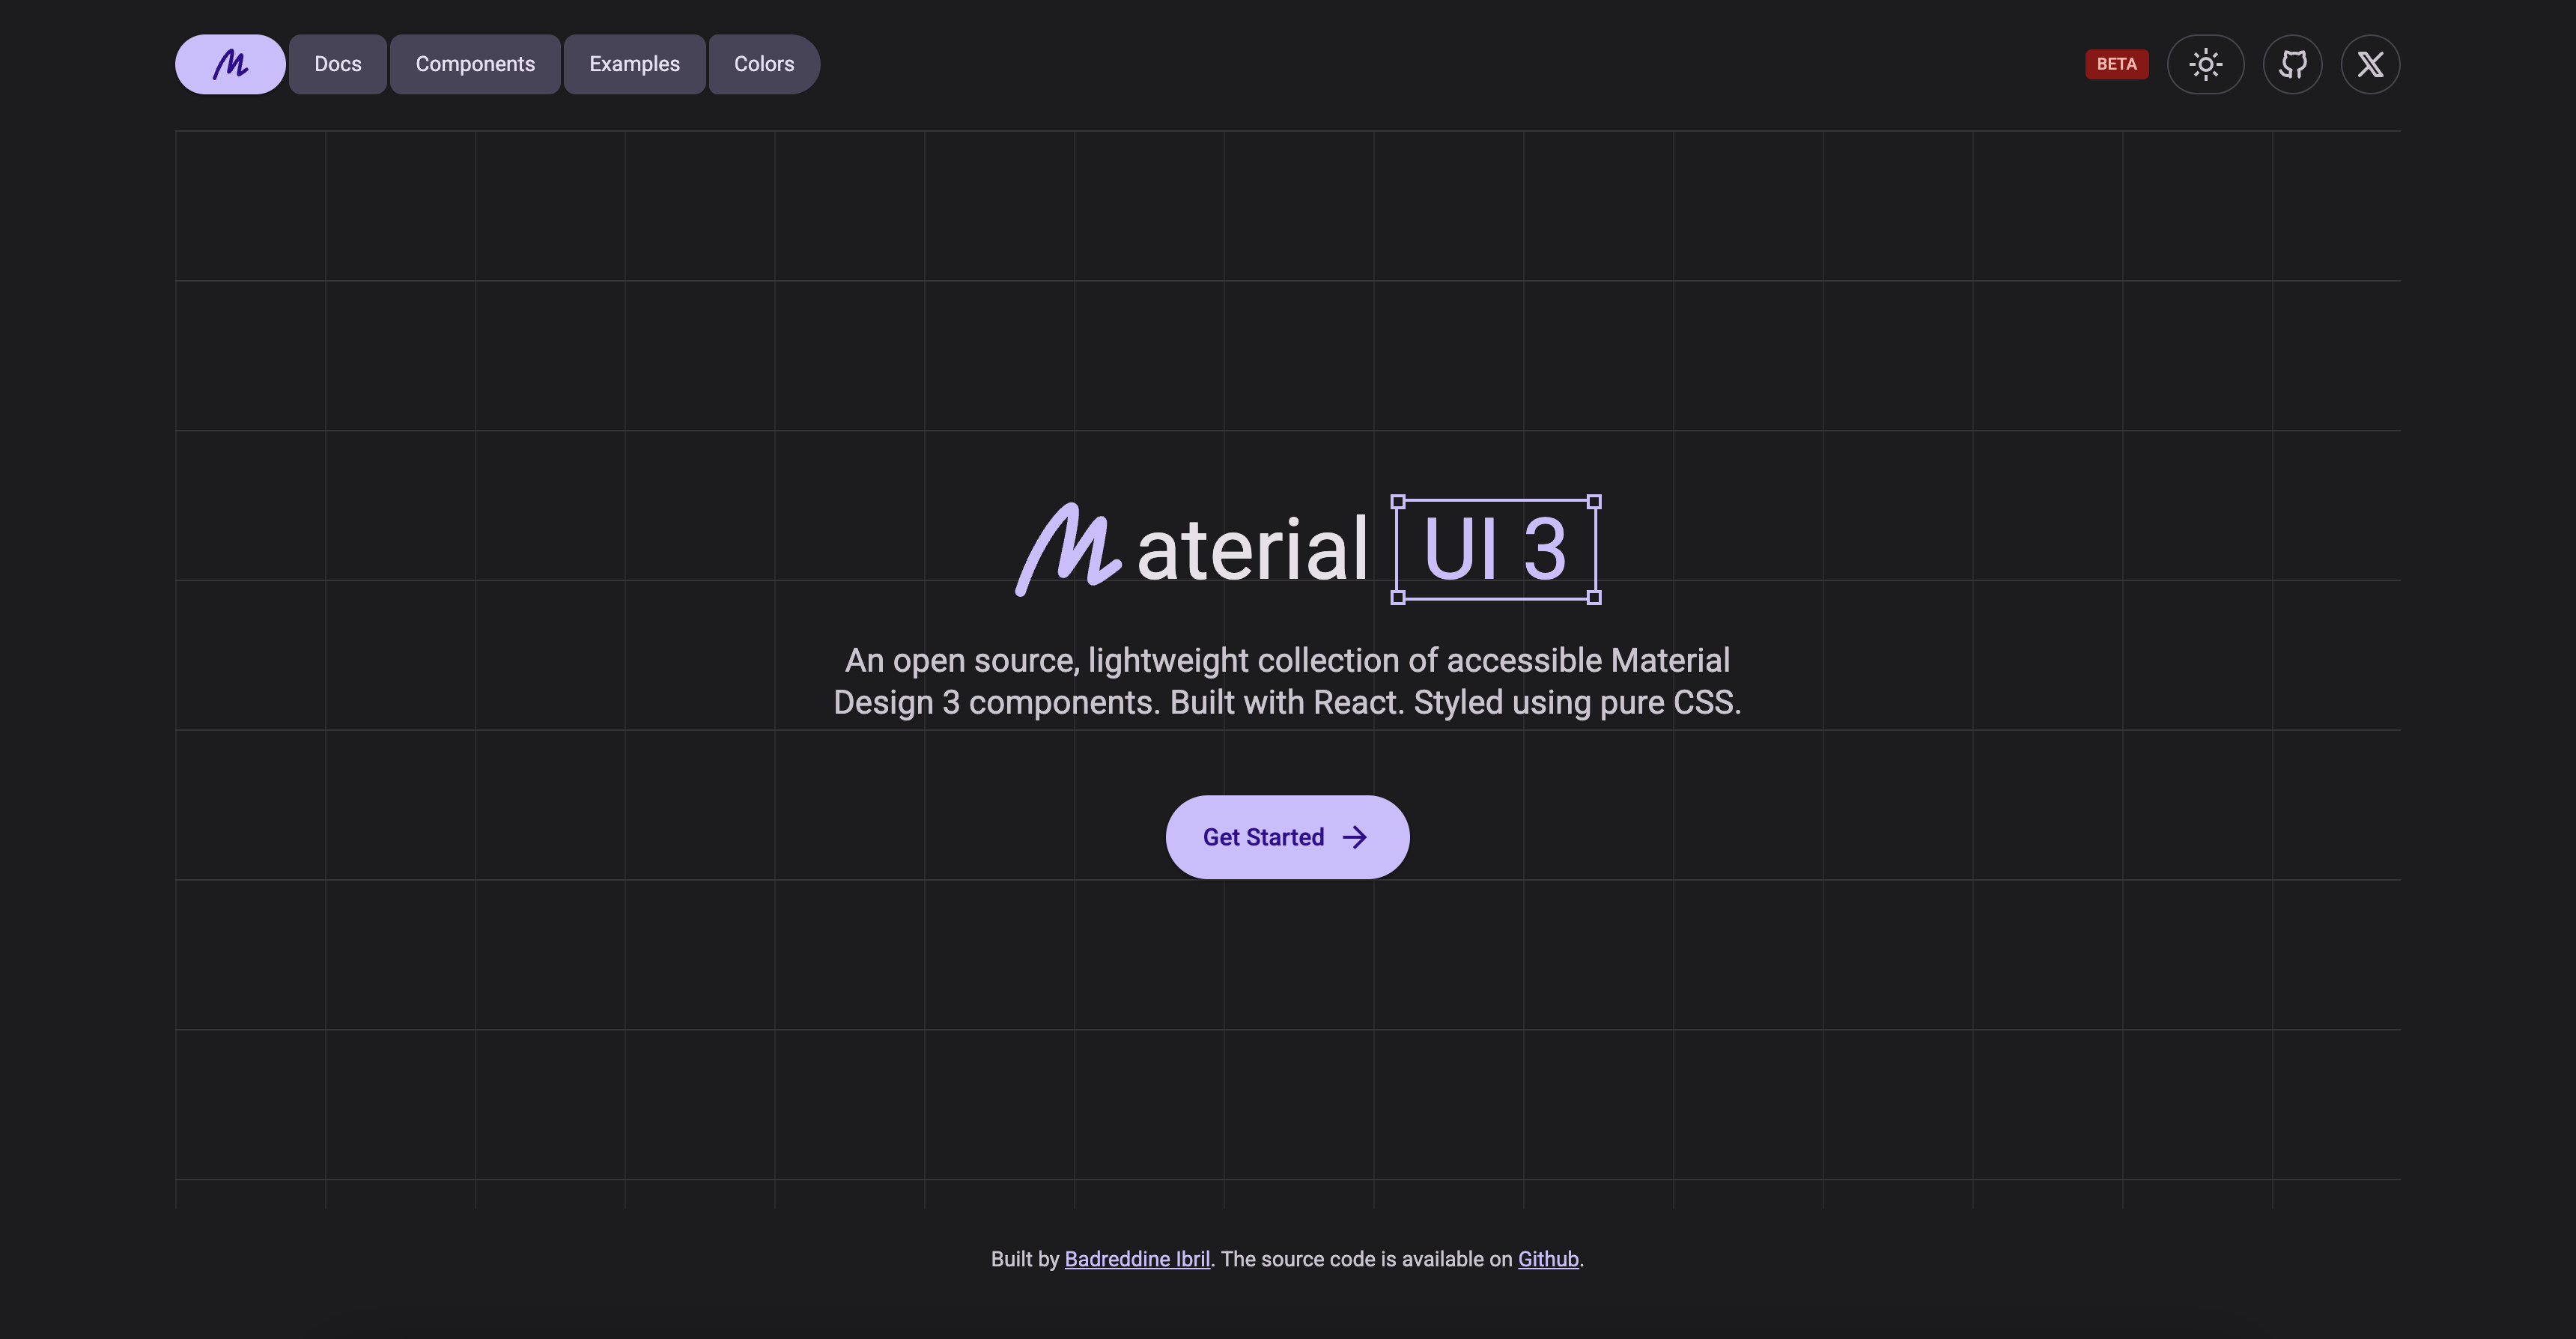 M
Docs
Components
Examples
Colors
BETA
Material UI 3
An open source, lightweight collection of accessible Material
Design 3 components. Built with React. Styled using pure CSS.
Get Started
Built by Badreddine Ibril. The source code is available on Github.